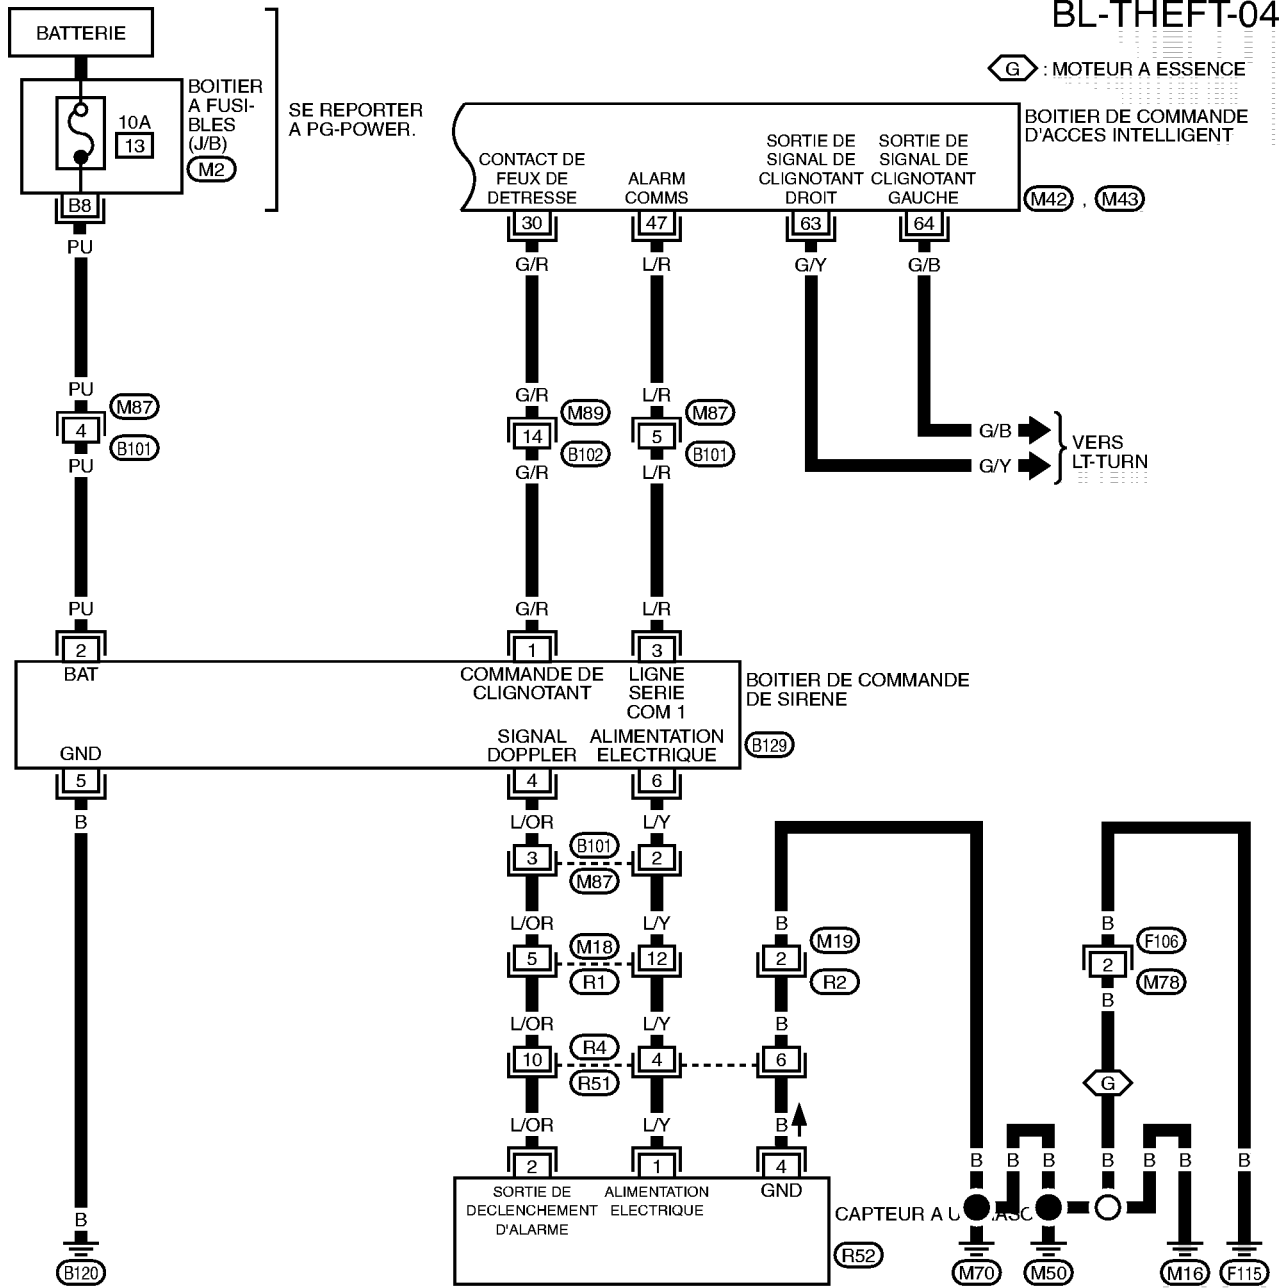 BL-THEFT-04
BATTERIE
G : MOTEUR A ESSENCE
BOITIER
A FUSI-
BLES
(J/B)
M2
10A
13
B8
SE REPORTER
A PG-POWER.
BOITIER DE COMMANDE
D'ACCES INTELLIGENT
M42 , M43
CONTACT DE
FEUX DE
DETRESSE
ALARM
COMMS
SORTIE DE
SIGNAL DE
CLIGNOTANT
DROIT
SORTIE DE
SIGNAL DE
CLIGNOTANT
GAUCHE
30 47 63 64
PU G/R L/R G/Y G/B
PU G/R L/R
4 M87 B101
14 M89 B102
5 M87 B101
G/B
G/Y
VERS
LT-TURN
PU G/R L/R
PU G/R L/R
2 1 3
BAT
COMMANDE DE
CLIGNOTANT
LIGNE
SERIE
COM 1
BOITIER DE COMMANDE
DE SIRENE
B129
GND
SIGNAL
DOPPLER
ALIMENTATION
ELECTRIQUE
5 4 6
B L/OR L/Y
3 B101 M87 2
L/OR L/Y B B
5 M18 R1 12 2 M19 R2
2 F106 M78
B
L/OR L/Y B
10 R4 R51 4 6
G
L/OR L/Y B
2 1 4
B B B B B B B
SORTIE DE
DECLENCHEMENT
D'ALARME
ALIMENTATION
ELECTRIQUE
GND
CAPTEUR A
R52
B
B120
M70 M50 M16 F115